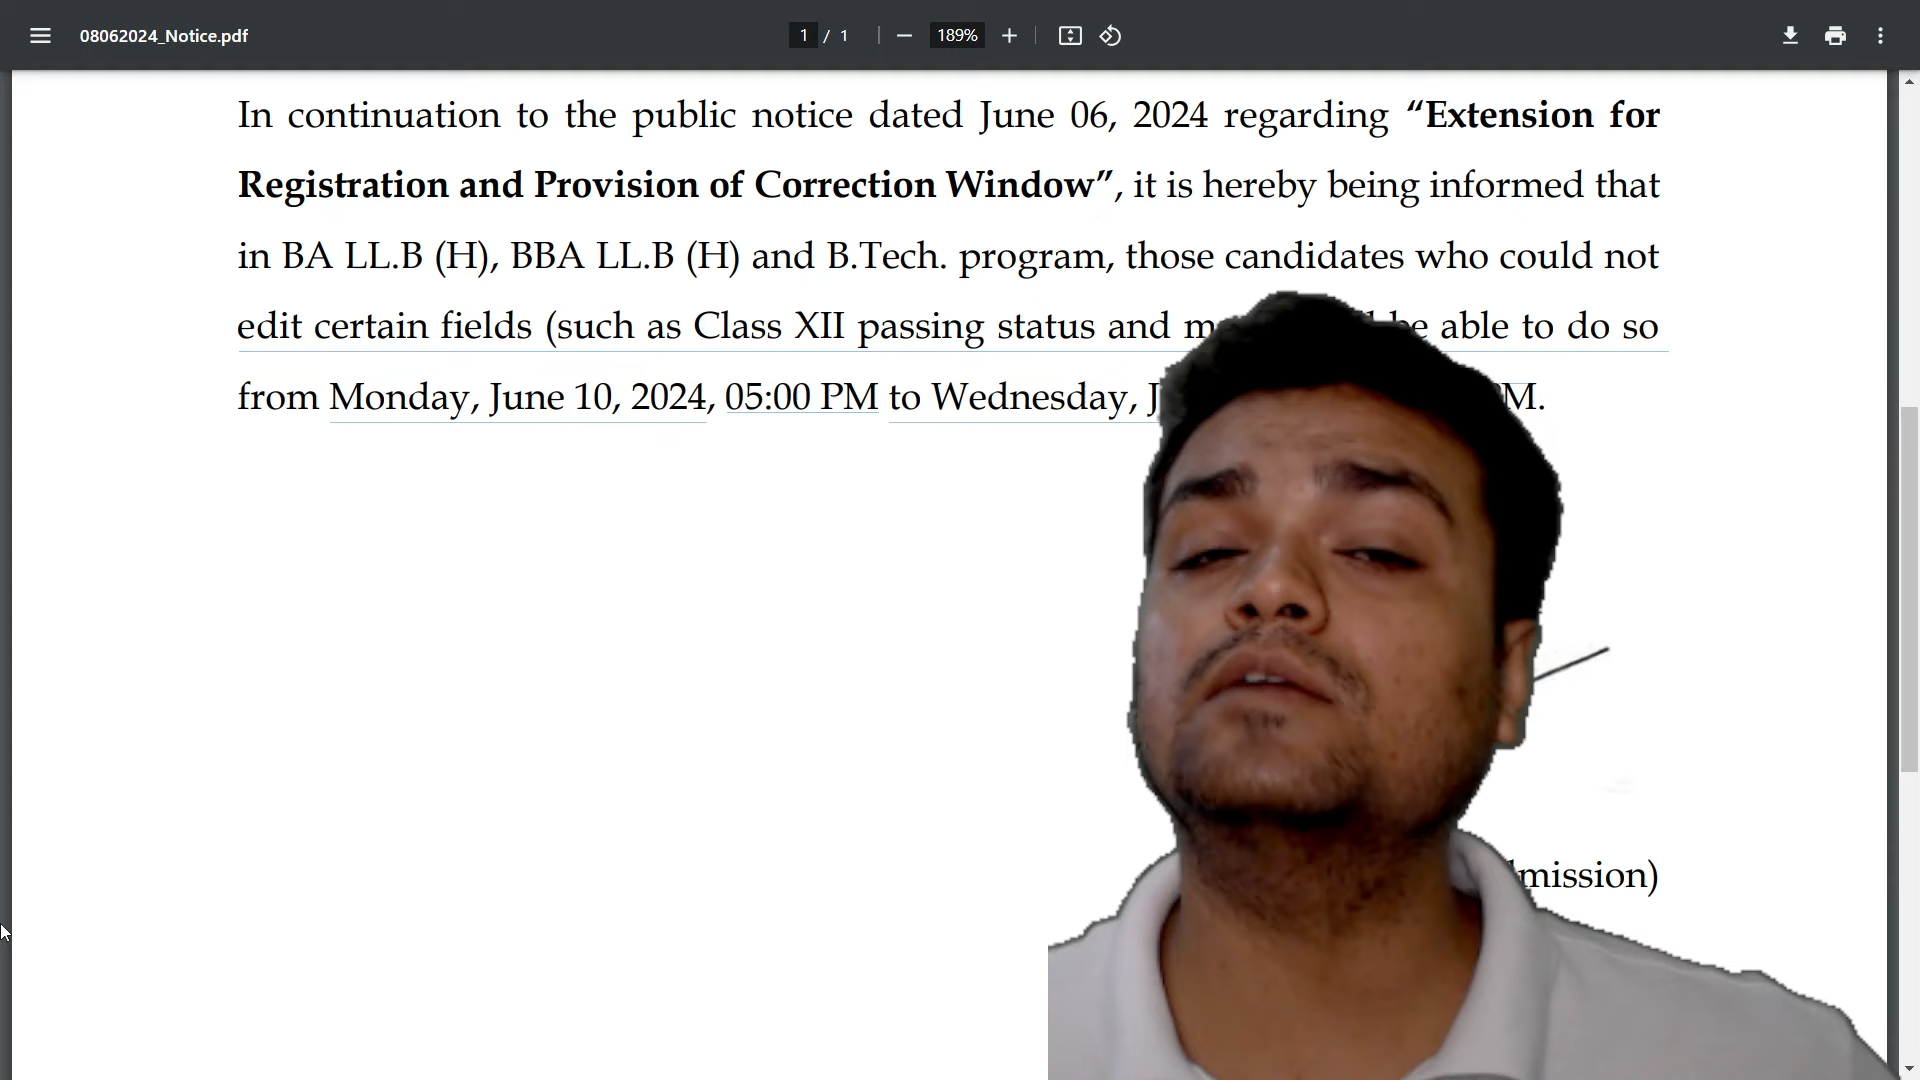 08062024_Notice.pdf
1 / 1
189%
In continuation to the public notice dated June 06, 2024 regarding “Extension for
Registration and Provision of Correction Window”, it is hereby being informed that
in BA LL.B (H), BBA LL.B (H) and B.Tech. program, those candidates who could not
edit certain fields (such as Class XII passing status and be able to do so
from Monday, June 10, 2024, 05:00 PM to Wednesday, PM.